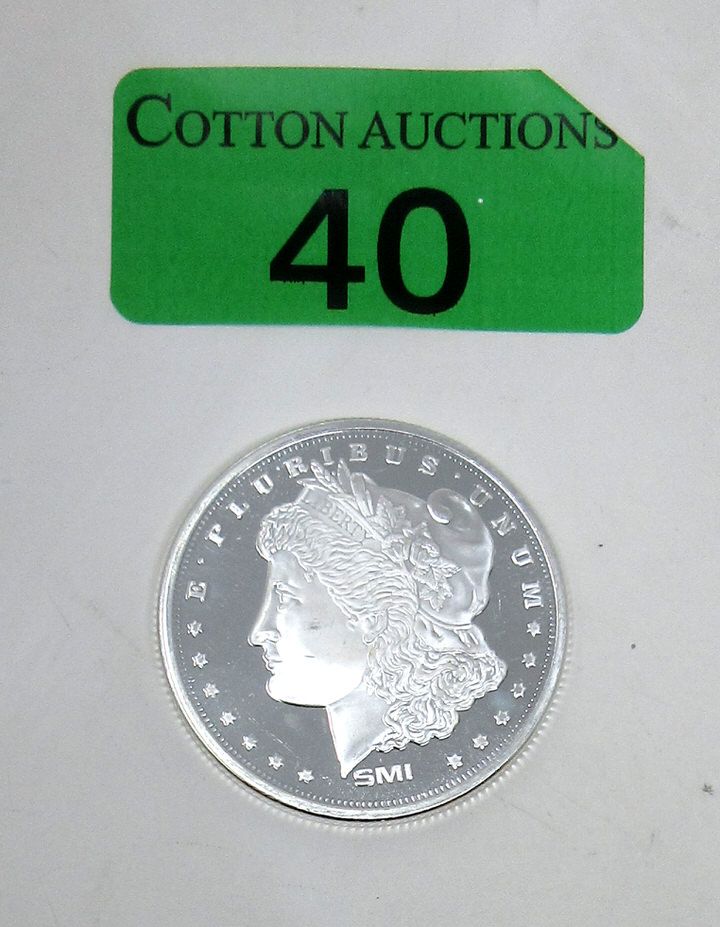 COTTON AUCTIONS
40
E · PLURIBUS · UNUM
LIBERTY
SMI